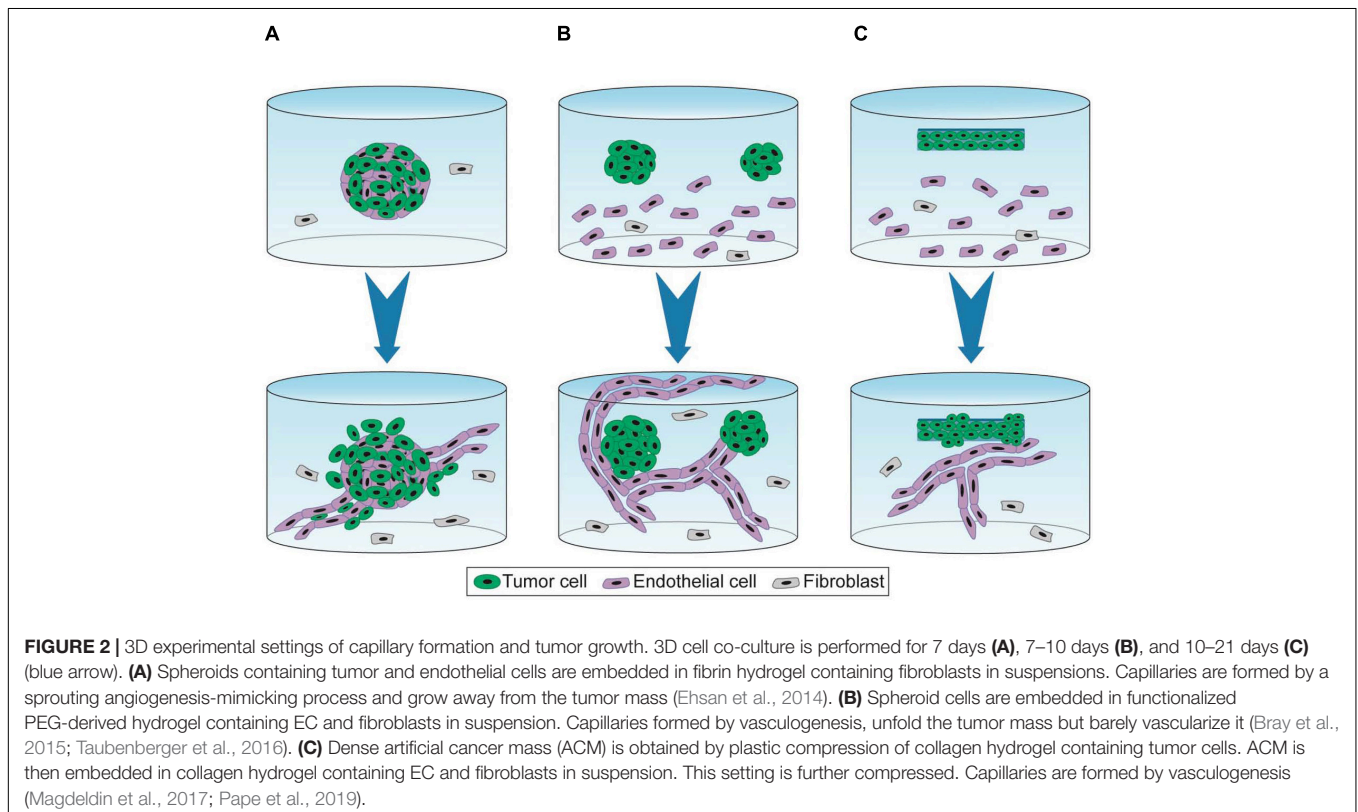 A B C
Tumor cell Endothelial cell Fibroblast
FIGURE 2 | 3D experimental settings of capillary formation and tumor growth. 3D cell co-culture is performed for 7 days (A), 7–10 days (B), and 10–21 days (C)
(blue arrow). (A) Spheroids containing tumor and endothelial cells are embedded in fibrin hydrogel containing fibroblasts in suspensions. Capillaries are formed by a
sprouting angiogenesis-mimicking process and grow away from the tumor mass (Ehsan et al., 2014). (B) Spheroid cells are embedded in functionalized
PEG-derived hydrogel containing EC and fibroblasts in suspension. Capillaries formed by vasculogenesis, unfold the tumor mass but barely vascularize it (Bray et al.,
2015; Taubenberger et al., 2016). (C) Dense artificial cancer mass (ACM) is obtained by plastic compression of collagen hydrogel containing tumor cells. ACM is
then embedded in collagen hydrogel containing EC and fibroblasts in suspension. This setting is further compressed. Capillaries are formed by vasculogenesis
(Magdeldin et al., 2017; Pape et al., 2019).